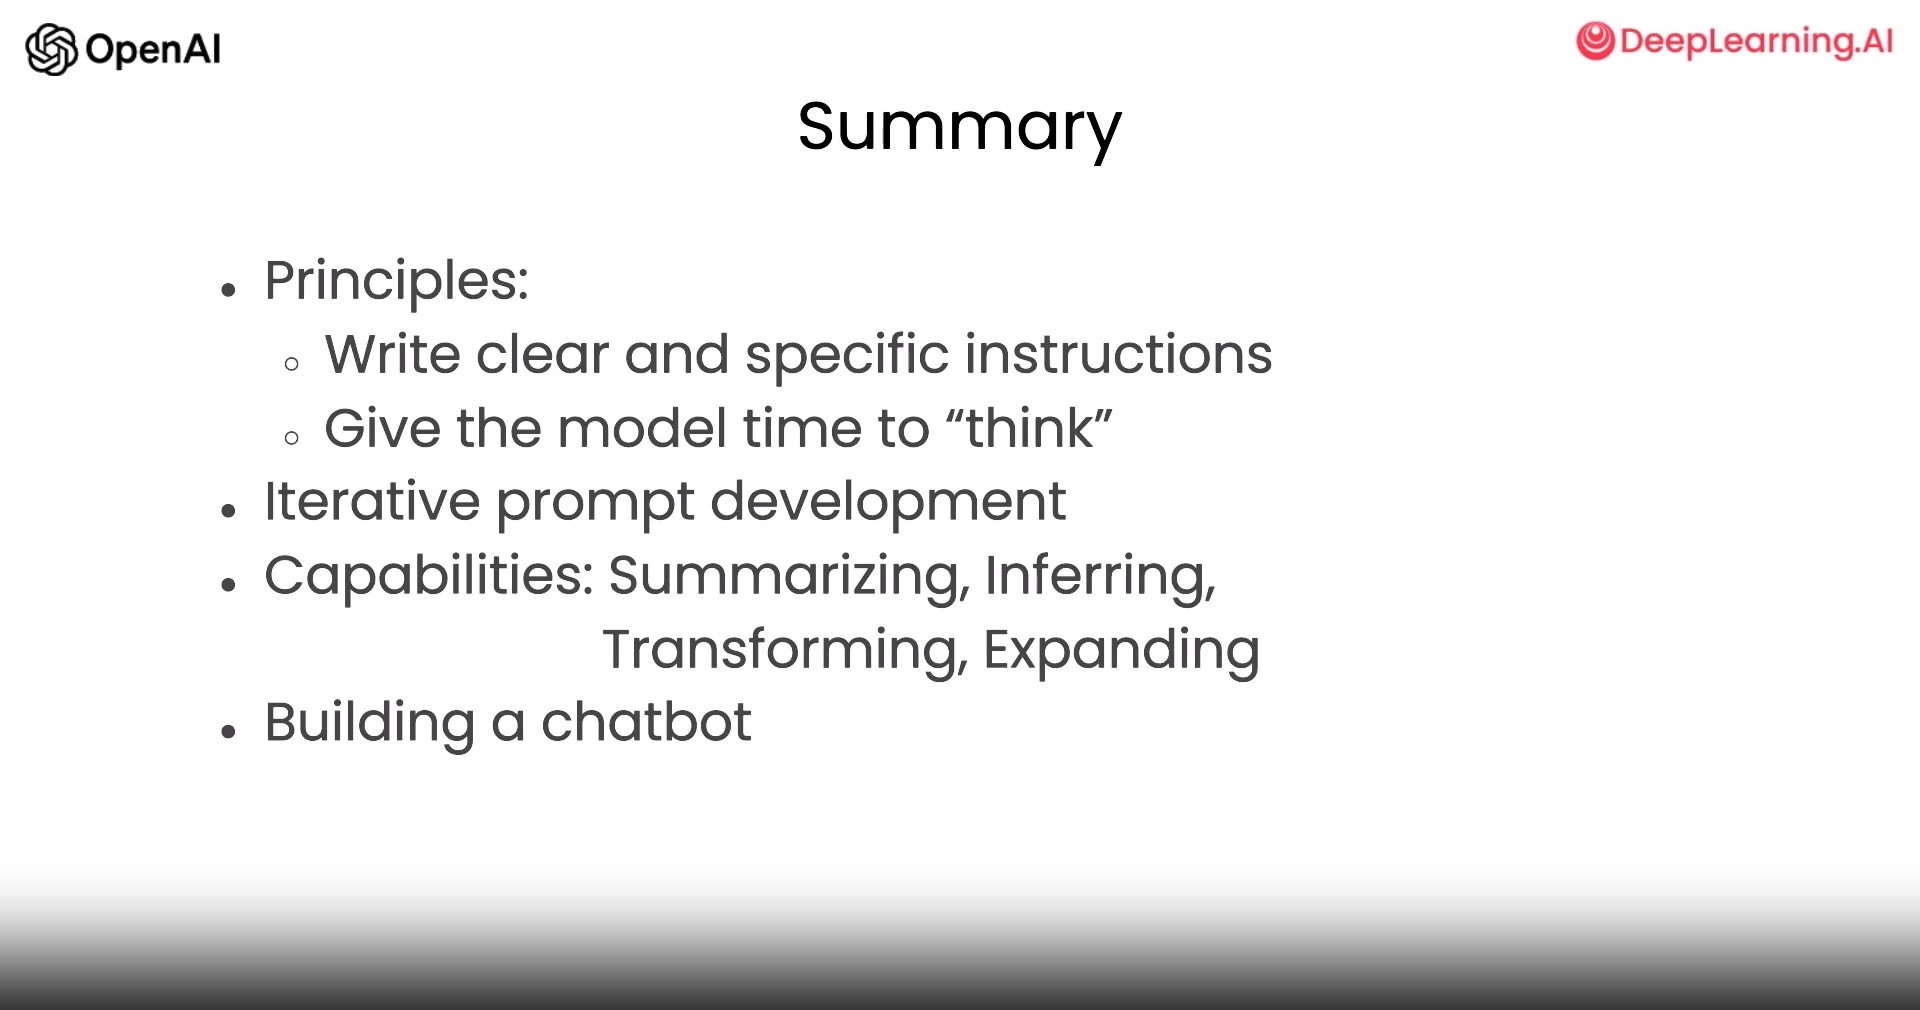 OpenAI
DeepLearning.AI
Summary
• Principles:
○ Write clear and specific instructions
○ Give the model time to “think”
• Iterative prompt development
• Capabilities: Summarizing, Inferring,
Transforming, Expanding
• Building a chatbot